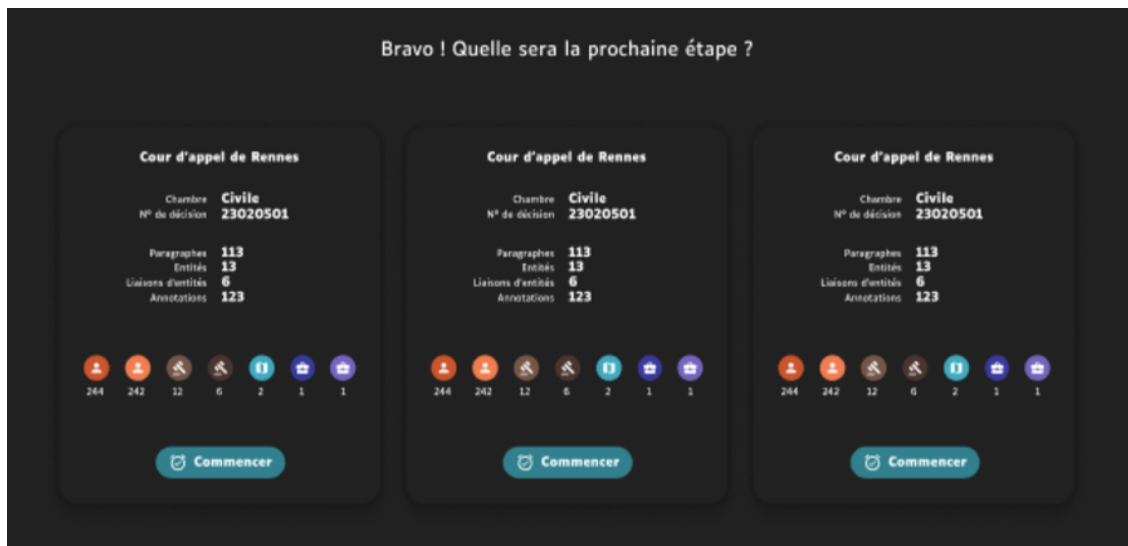 Bravo ! Quelle sera la prochaine étape ?
Cour d'appel de Rennes
Chambre Civile
N° de décision 23020501
Paragraphes 113
Entités 13
Liaisons d'entités 6
Annotations 123
244 242 12 6 2 1 1
Commencer
Cour d'appel de Rennes
Chambre Civile
N° de décision 23020501
Paragraphes 113
Entités 13
Liaisons d'entités 6
Annotations 123
244 242 12 6 2 1 1
Commencer
Cour d'appel de Rennes
Chambre Civile
N° de décision 23020501
Paragraphes 113
Entités 13
Liaisons d'entités 6
Annotations 123
244 242 12 6 2 1 1
Commencer